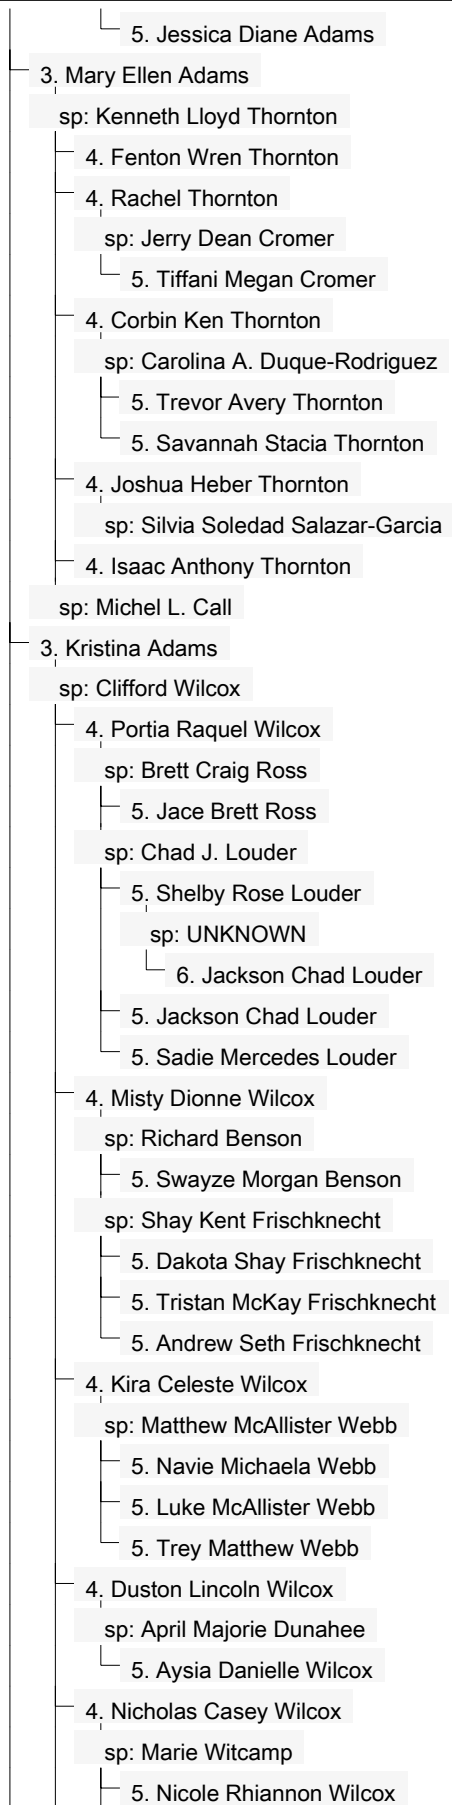 5. Jessica Diane Adams
3. Mary Ellen Adams
sp: Kenneth Lloyd Thornton
4. Fenton Wren Thornton
4. Rachel Thornton
sp: Jerry Dean Cromer
5. Tiffani Megan Cromer
4. Corbin Ken Thornton
sp: Carolina A. Duque-Rodriguez
5. Trevor Avery Thornton
5. Savannah Stacia Thornton
4. Joshua Heber Thornton
sp: Silvia Soledad Salazar-Garcia
4. Isaac Anthony Thornton
sp: Michel L. Call
3. Kristina Adams
sp: Clifford Wilcox
4. Portia Raquel Wilcox
sp: Brett Craig Ross
5. Jace Brett Ross
sp: Chad J. Louder
5. Shelby Rose Louder
sp: UNKNOWN
6. Jackson Chad Louder
5. Jackson Chad Louder
5. Sadie Mercedes Louder
4. Misty Dionne Wilcox
sp: Richard Benson
5. Swayze Morgan Benson
sp: Shay Kent Frischknecht
5. Dakota Shay Frischknecht
5. Tristan McKay Frischknecht
5. Andrew Seth Frischknecht
4. Kira Celeste Wilcox
sp: Matthew McAllister Webb
5. Navie Michaela Webb
5. Luke McAllister Webb
5. Trey Matthew Webb
4. Duston Lincoln Wilcox
sp: April Majorie Dunahee
5. Aysia Danielle Wilcox
4. Nicholas Casey Wilcox
sp: Marie Witcamp
5. Nicole Rhiannon Wilcox